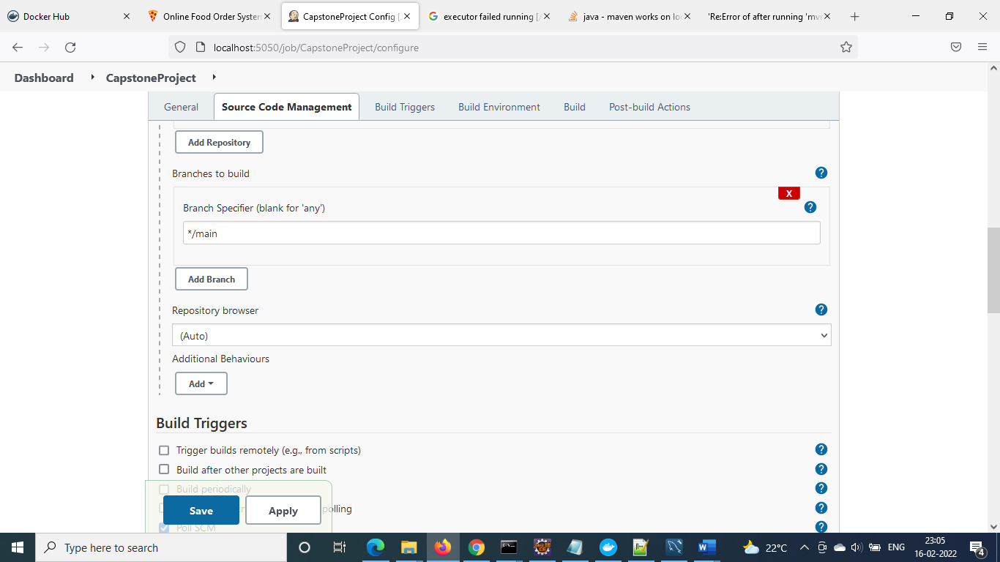 Docker Hub
Online Food Order System
CapstoneProject Config [
executor failed running [/
java - maven works on loc
'Re:Error of after running 'mvn
localhost:5050/job/CapstoneProject/configure
Dashboard CapstoneProject
General Source Code Management Build Triggers Build Environment Build Post-build Actions
Add Repository
Branches to build
?
X
Branch Specifier (blank for 'any')
?
*/main
Add Branch
Repository browser
?
(Auto)
Additional Behaviours
Add
Build Triggers
Trigger builds remotely (e.g., from scripts)
?
Build after other projects are built
?
Build periodically
?
polling
?
Save Apply
Poll SCM
?
Type here to search
22°C
ENG
23:05
16-02-2022
4